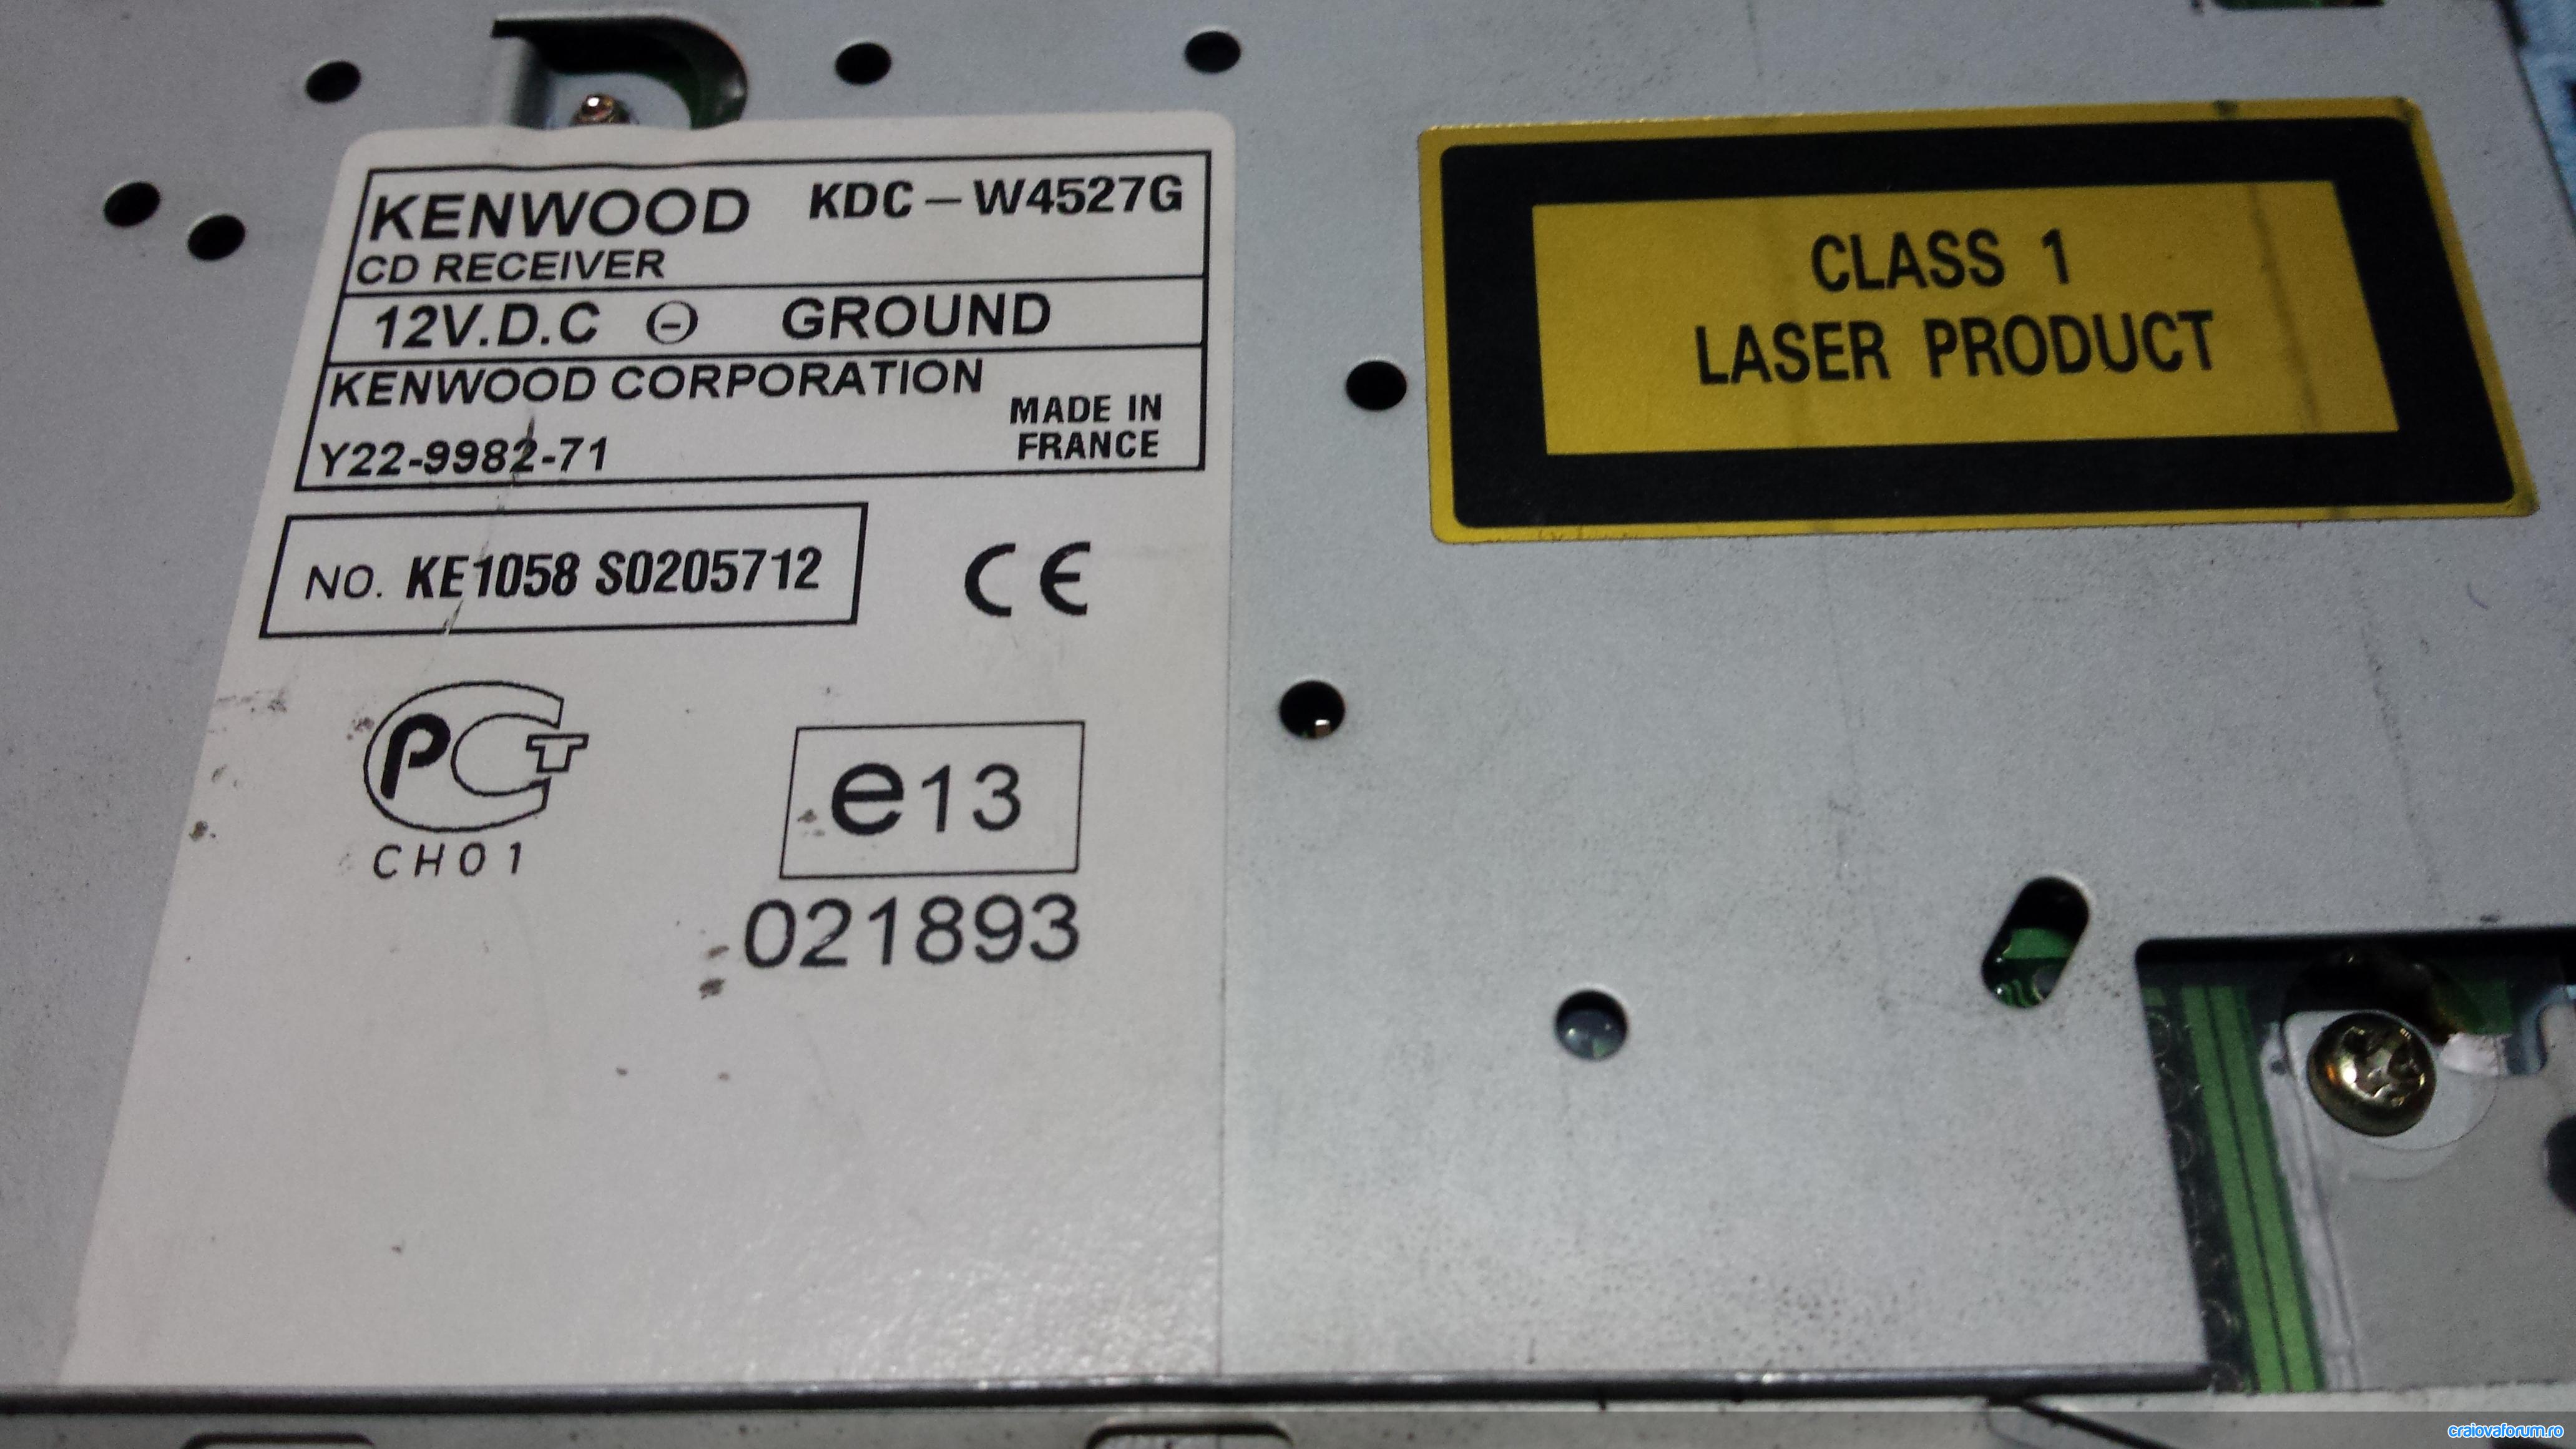 KENWOOD KDC-W4527G
CD RECEIVER
12V.D.C ⊖ GROUND
KENWOOD CORPORATION
MADE IN
FRANCE
Y22-9982-71
NO. KE1058 S0205712
CE
PCT
CH01
e13
021893
CLASS 1
LASER PRODUCT
craiovaforum.ro